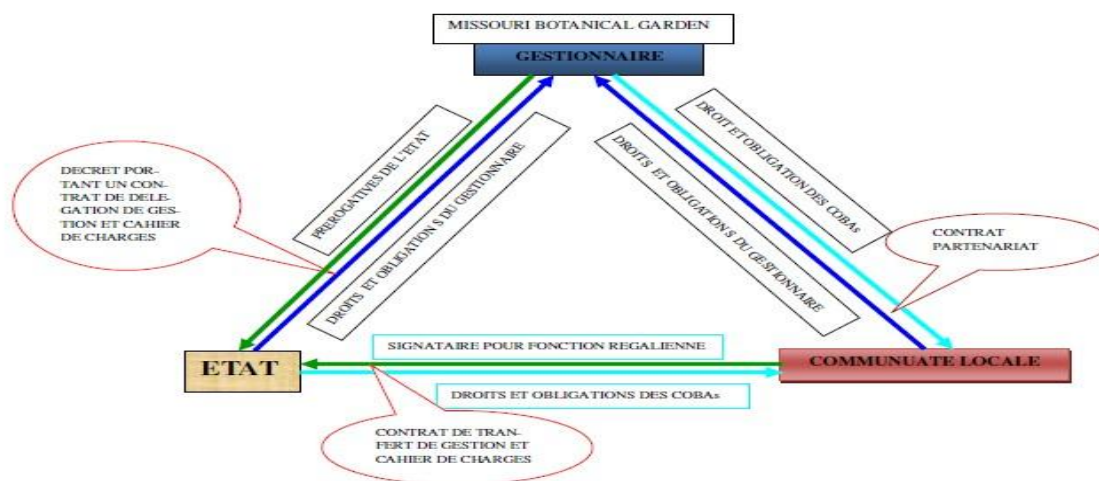 MISSOURI BOTANICAL GARDEN
GESTIONNAIRE
PREROGATIVES DE L'ETAT
DROITS ET OBLIGATION S DU GESTIONNAIRE
DROIT ET OBLIGATION DES COBAs
DROITS ET OBLIGATION S DU GESTIONNAIRE
DECRET POR-
TANT UN CON-
TRAT DE DELE-
GATION DE GES-
TION ET CAHIER
DE CHARGES
CONTRAT
PARTENARIAT
ETAT
SIGNATAIRE POUR FONCTION REGALIENNE
COMMUNUATE LOCALE
DROITS ET OBLIGATIONS DES COBAs
CONTRAT DE TRAN-
FERT DE GESTION ET
CAHIER DE CHARGES